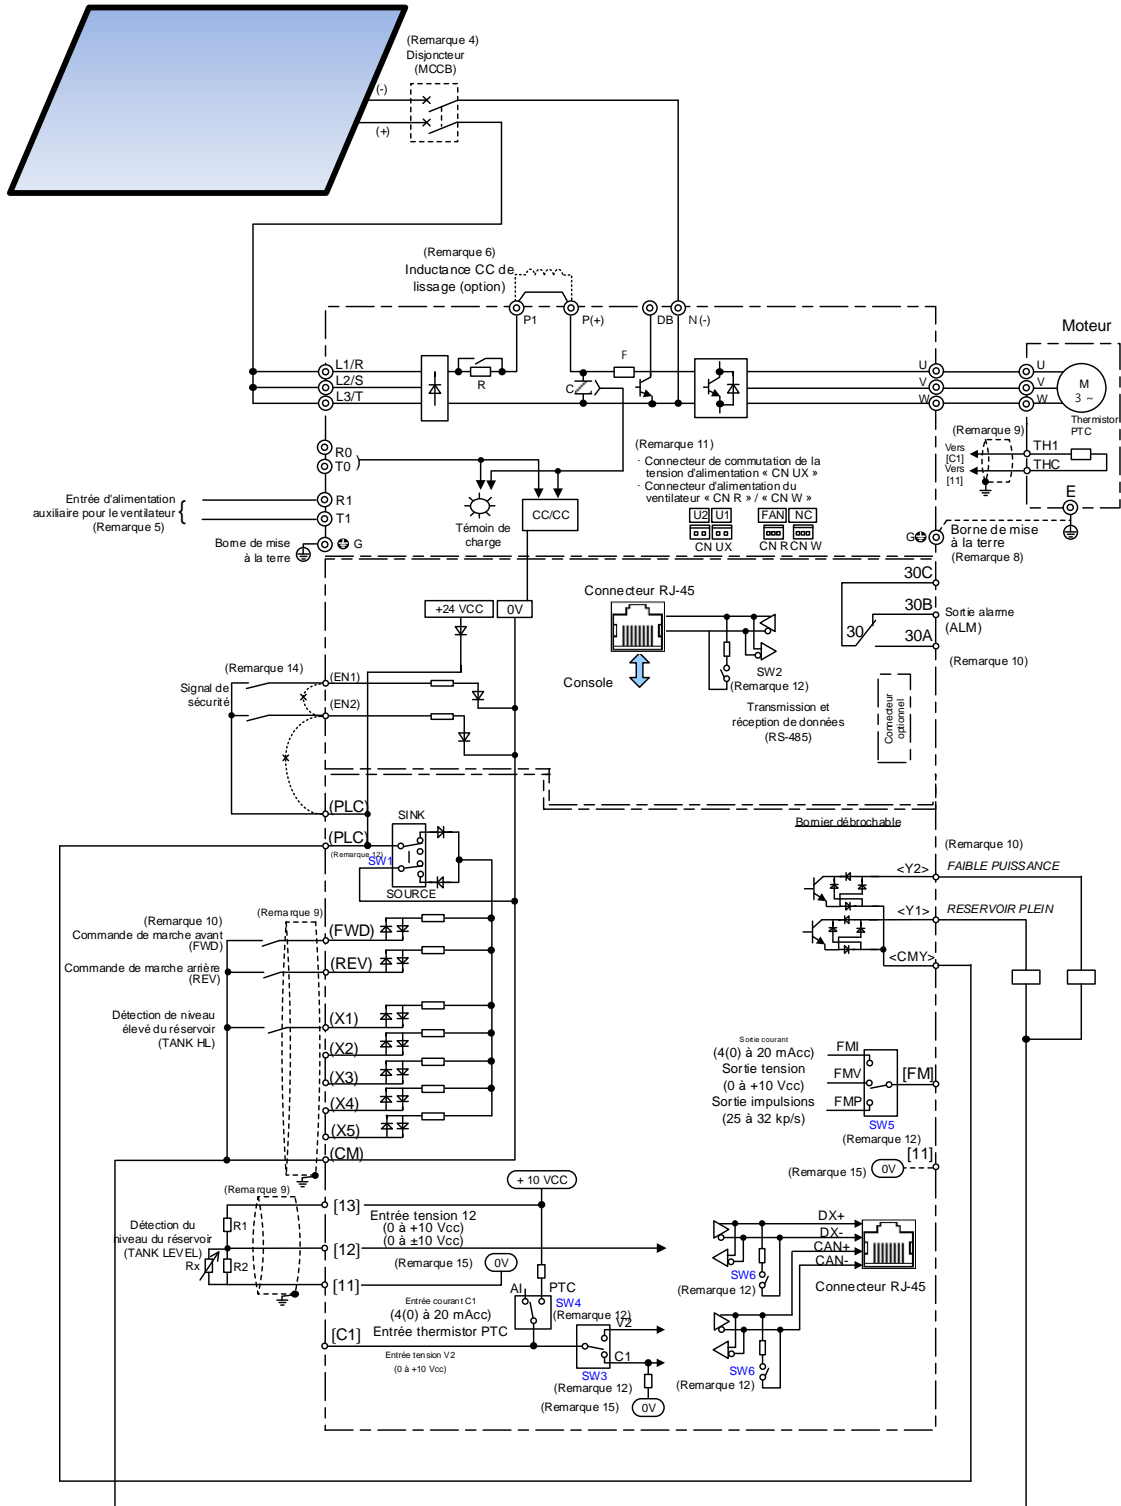 (Remarque 4)
Disjoncteur
(MCCB)
(-)
(+)
(Remarque 6)
Inductance CC de
lissage (option)
P1
P(+)
DB
N(-)
Moteur
L1/R
L2/S
L3/T
R
C
F
U
V
W
U
V
W
M
3 ~
Thermistor
PTC
(Remarque 9)
Vers
[C1]
Vers
[11]
TH1
THC
E
R0
T0
R1
T1
Entrée d'alimentation
auxiliaire pour le ventilateur
(Remarque 5)
Borne de mise
à la terre
G
Témoin de
charge
CC/CC
(Remarque 11)
· Connecteur de commutation de la
tension d'alimentation « CN UX »
· Connecteur d'alimentation du
ventilateur « CN R » / « CN W »
U2 U1
FAN NC
CN UX
CN R CN W
G
Borne de mise
à la terre
(Remarque 8)
+24 VCC
0V
Connecteur RJ-45
Console
SW2
(Remarque 12)
Transmission et
réception de données
(RS-485)
30C
30B
30
30A
Sortie alarme
(ALM)
(Remarque 10)
Connecteur
optionnel
(Remarque 14)
Signal de
sécurité
(EN1)
(EN2)
(PLC)
(PLC)
(Remarque 12)
SW1
SINK
SOURCE
Bornier débrochable
(Remarque 10)
<Y2>
FAIBLE PUISSANCE
<Y1>
RESERVOIR PLEIN
<CMY>
(Remarque 9)
(Remarque 10)
Commande de marche avant
(FWD)
(FWD)
Commande de marche arrière
(REV)
(REV)
Détection de niveau
élevé du réservoir
(TANK HL)
(X1)
(X2)
(X3)
(X4)
(X5)
(CM)
Sortie courant
(4(0) à 20 mAcc)
Sortie tension
(0 à +10 Vcc)
Sortie impulsions
(25 à 32 kp/s)
FMI
FMV
FMP
[FM]
SW5
(Remarque 12)
[11]
(Remarque 15)
0V
(Remarque 9)
+ 10 VCC
[13]
Entrée tension 12
(0 à +10 Vcc)
(0 à ±10 Vcc)
[12]
(Remarque 15)
0V
[11]
Détection du
niveau du réservoir
(TANK LEVEL)
Rx
R1
R2
AI
PTC
SW4
(Remarque 12)
Entrée courant C1
(4(0) à 20 mAcc)
[C1]
Entrée thermistor PTC
Entrée tension V2
(0 à +10 Vcc)
V2
C1
SW3
(Remarque 12)
(Remarque 15)
0V
DX+
DX-
CAN+
CAN-
SW6
(Remarque 12)
Connecteur RJ-45
SW6
(Remarque 12)